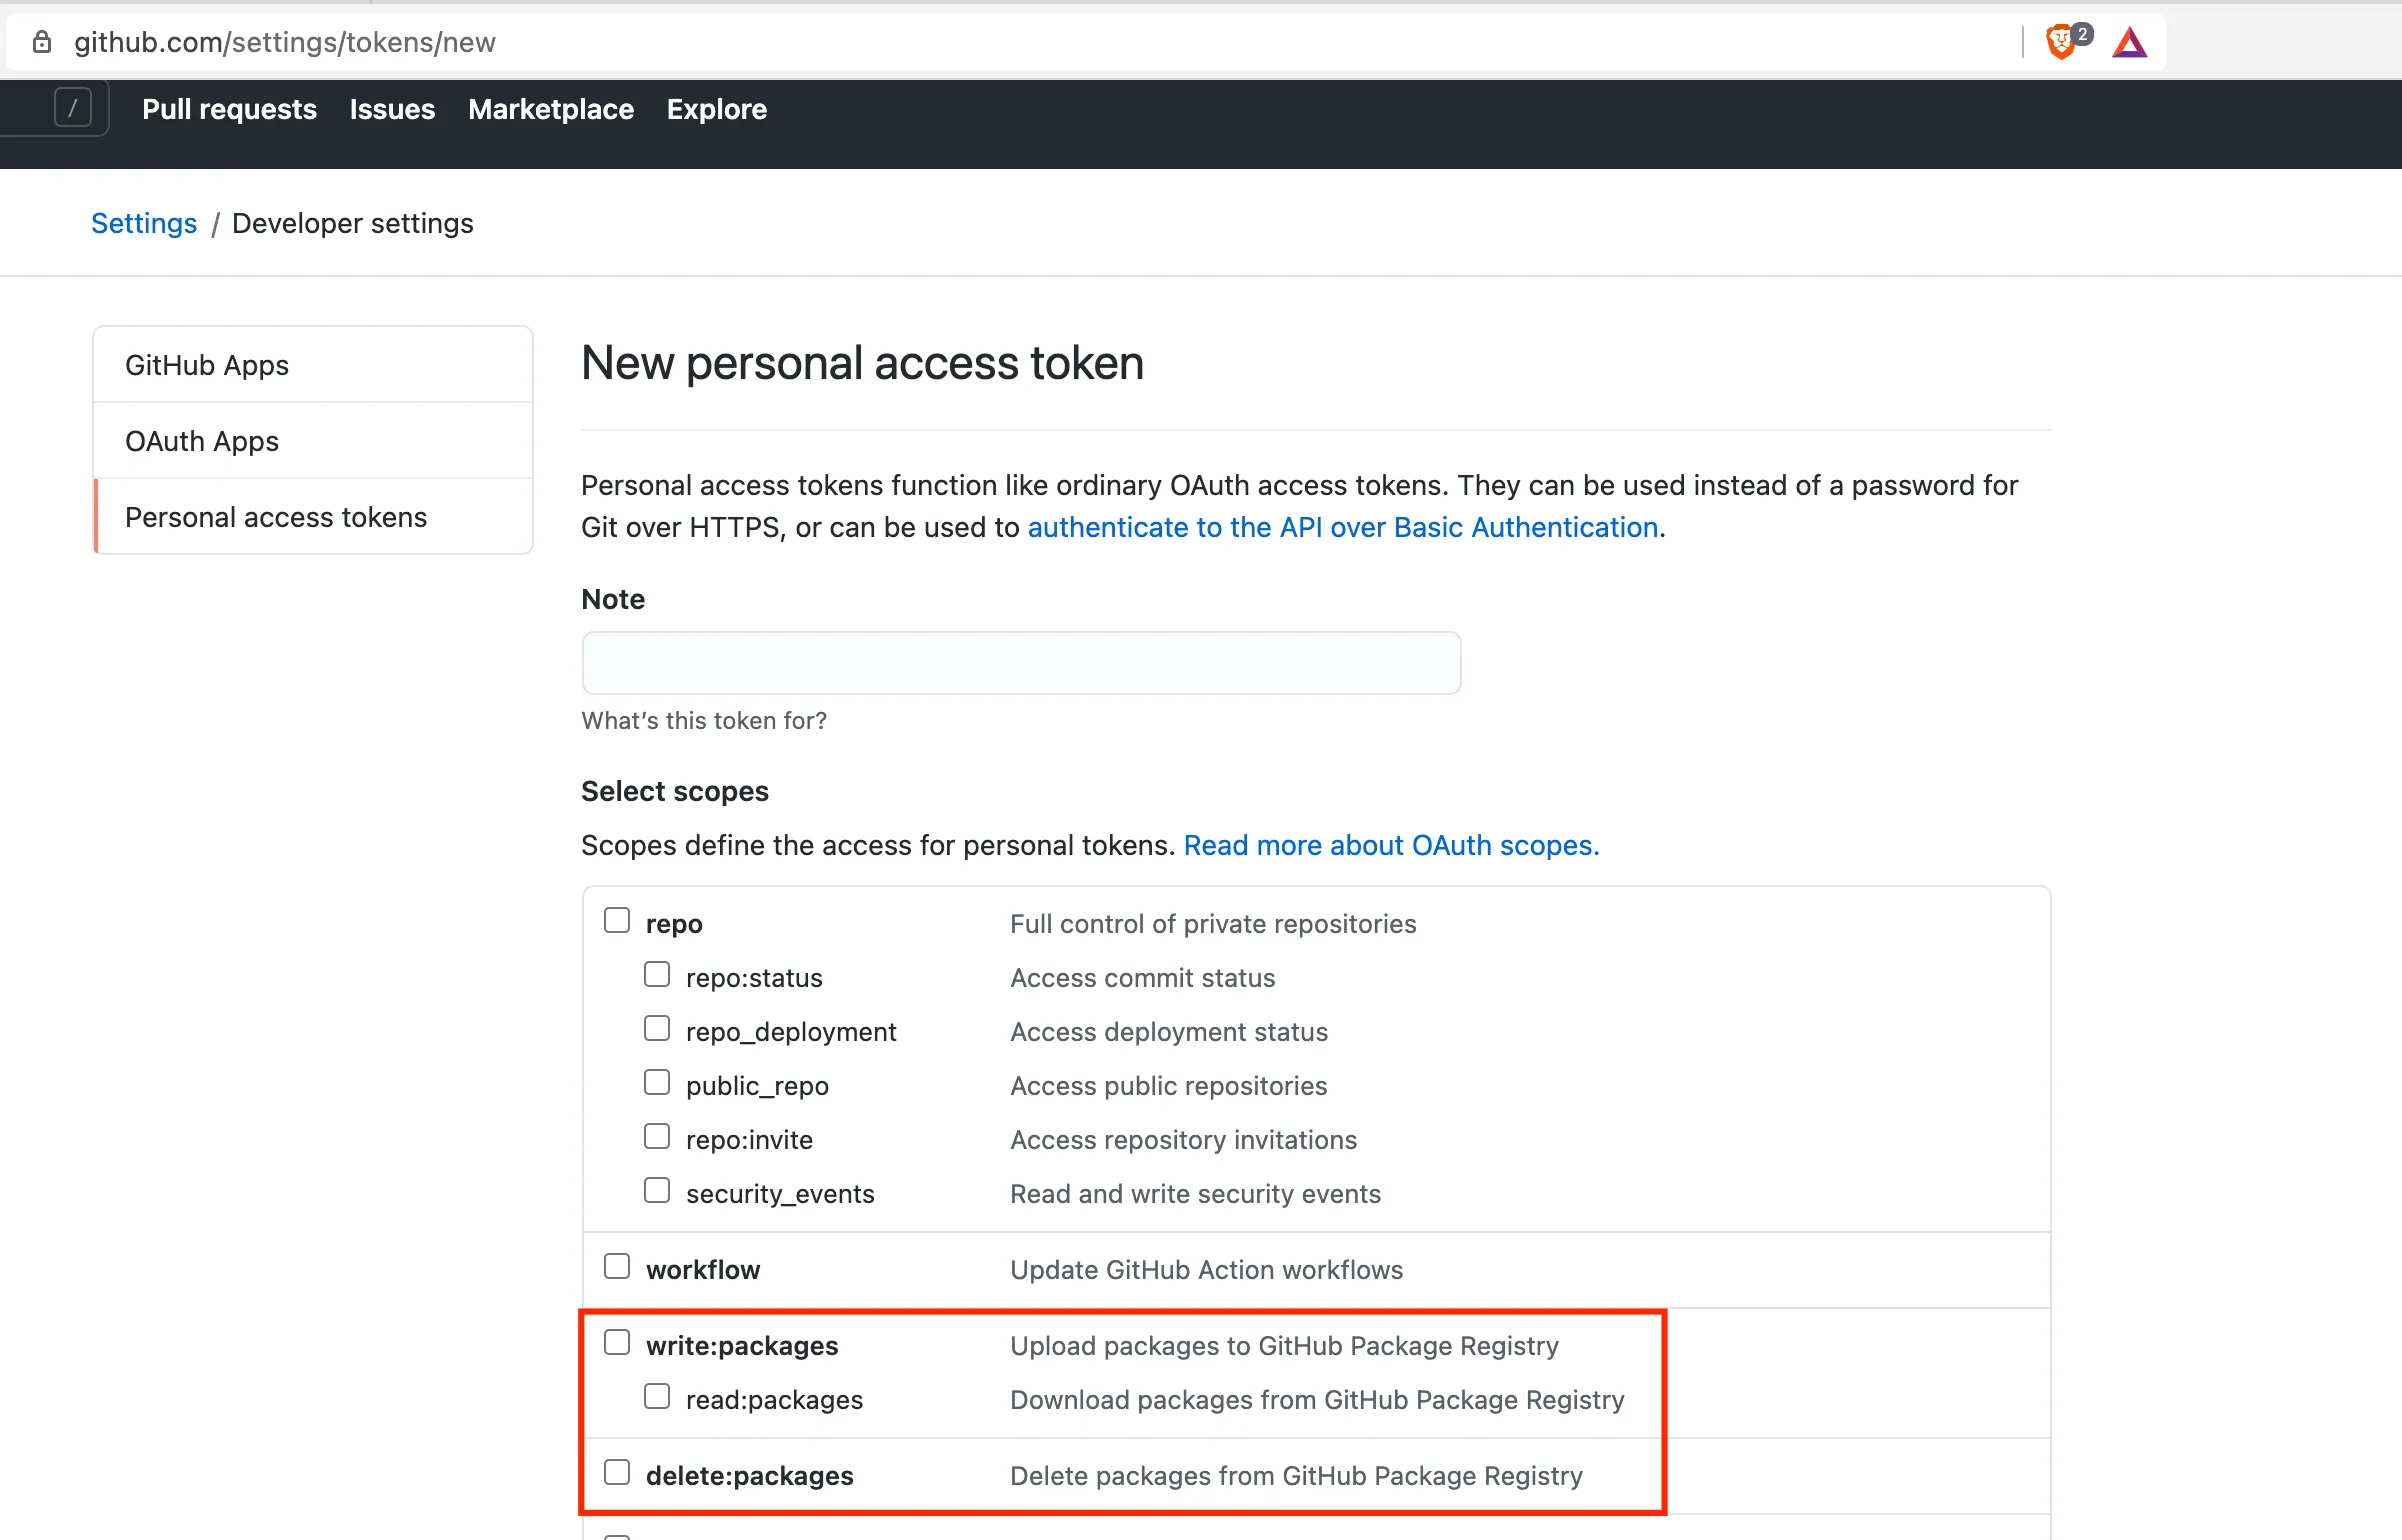 github.com/settings/tokens/new
2
/
Pull requests Issues Marketplace Explore
Settings / Developer settings
GitHub Apps
OAuth Apps
Personal access tokens
New personal access token
Personal access tokens function like ordinary OAuth access tokens. They can be used instead of a password for
Git over HTTPS, or can be used to authenticate to the API over Basic Authentication.
Note
What's this token for?
Select scopes
Scopes define the access for personal tokens. Read more about OAuth scopes.
repo Full control of private repositories
repo:status Access commit status
repo_deployment Access deployment status
public_repo Access public repositories
repo:invite Access repository invitations
security_events Read and write security events
workflow Update GitHub Action workflows
write:packages Upload packages to GitHub Package Registry
read:packages Download packages from GitHub Package Registry
delete:packages Delete packages from GitHub Package Registry